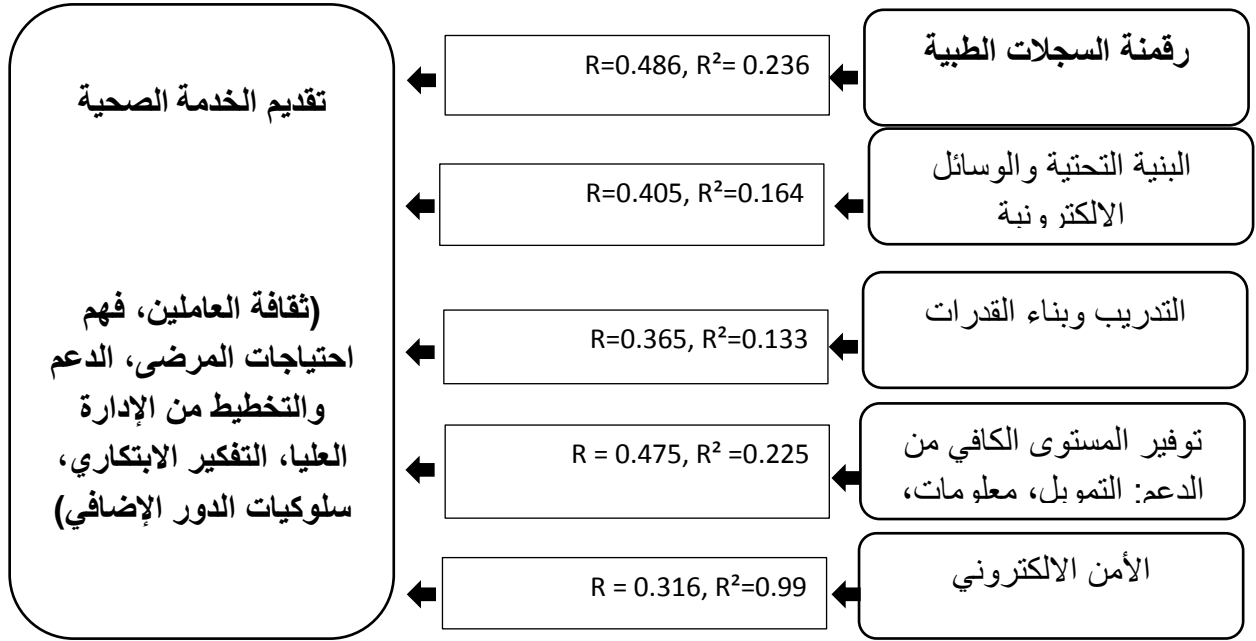 رقمنة السجلات الطبية
R=0.486, R²= 0.236
تقديم الخدمة الصحية
البنية التحتية والوسائل
الالكترونية
R=0.405, R²=0.164
التدريب وبناء القدرات
R=0.365, R²=0.133
(ثقافة العاملين، فهم
احتياجات المرضى، الدعم
والتخطيط من الإدارة
العليا، التفكير الابتكاري،
سلوكيات الدور الإضافي)
توفير المستوى الكافي من
الدعم: التمويل، معلومات،
R = 0.475, R² =0.225
الأمن الالكتروني
R = 0.316, R²=0.99